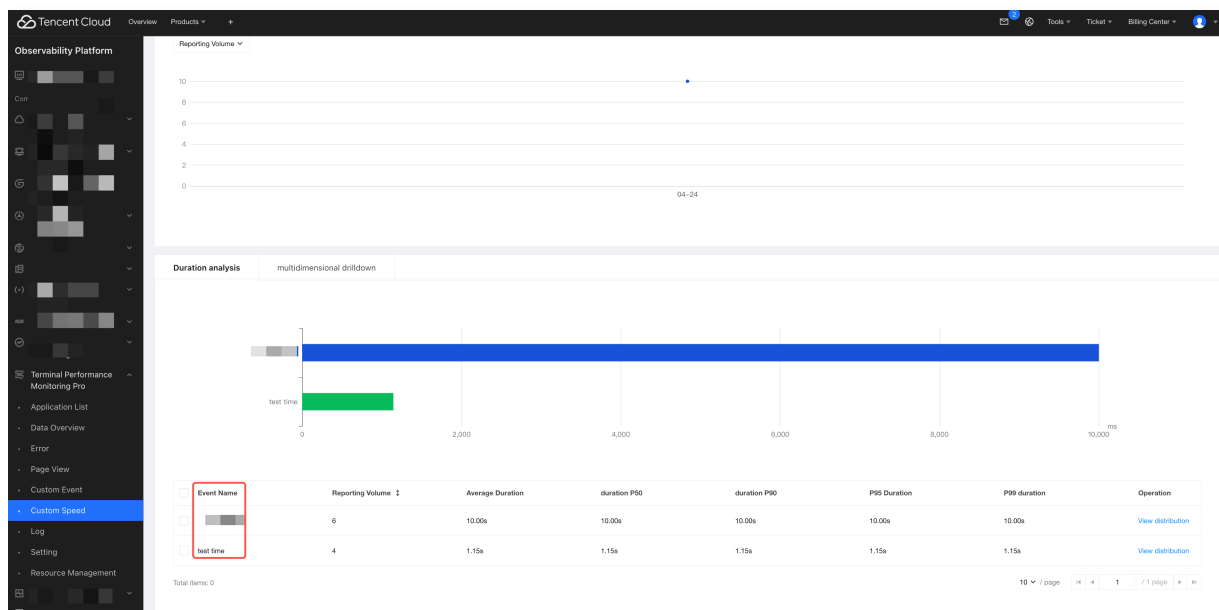 Tencent Cloud Overview Products + 2 Tools Ticket Billing Center
Observability Platform
Reporting Volume
10
8
6
4
2
0
04-24
Duration analysis multidimensional drilldown
test time
0 2,000 4,000 6,000 8,000 10,000
ms
Terminal Performance
Monitoring Pro
Application List
Data Overview
Error
Page View
Custom Event
Custom Speed
Log
Setting
Resource Management
Event Name Reporting Volume Average Duration duration P50 duration P90 P95 Duration P99 duration Operation
6 10.00s 10.00s 10.00s 10.00s 10.00s View distribution
test time 4 1.15s 1.15s 1.15s 1.15s 1.15s View distribution
Total items: 0 10 / page 1 / 1 page